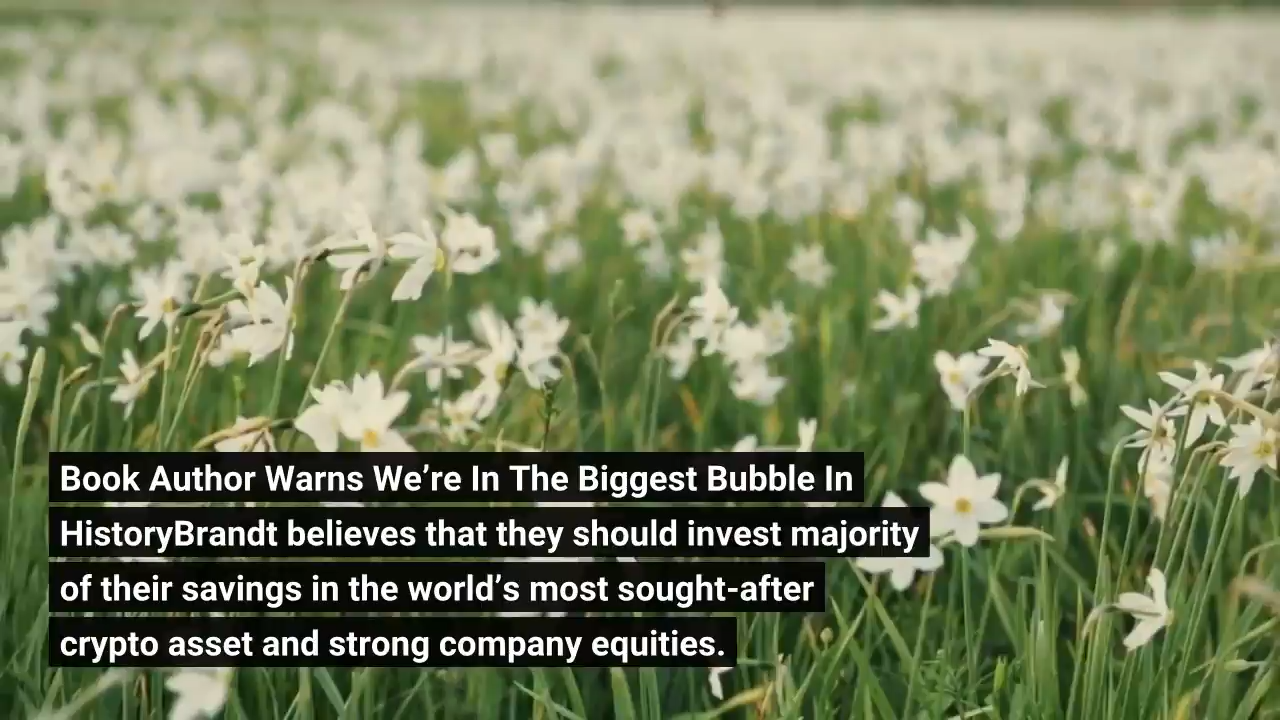 Book Author Warns We’re In The Biggest Bubble In
HistoryBrandt believes that they should invest majority
of their savings in the world’s most sought-after
crypto asset and strong company equities.